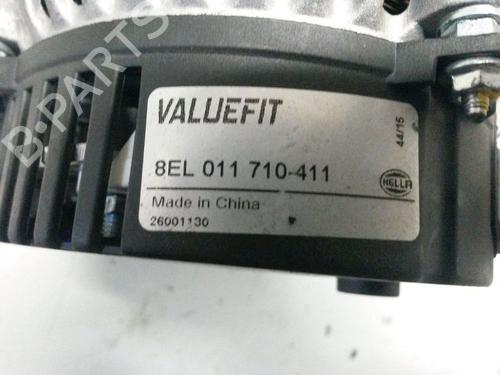 B-PARTS
VALUEFIT
44/15
8EL 011 710-411
HELLA
Made in China
26001130